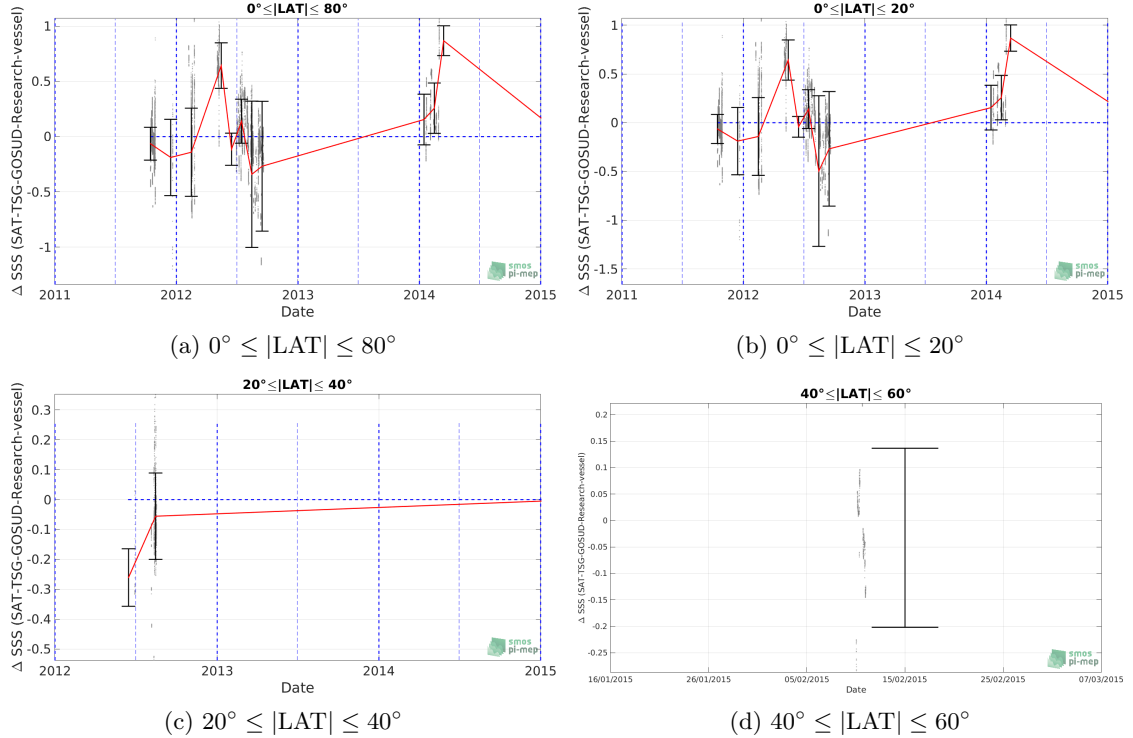 0°≤|LAT|≤ 80°
1
0.5
0
-0.5
-1
Δ SSS (SAT-TSG-GOSUD-Research-vessel)
2011 2012 2013 2014 2015
Date
smos
pi-mep
(a) 0° ≤ |LAT| ≤ 80°
0°≤|LAT|≤ 20°
1
0.5
0
-0.5
-1
-1.5
Δ SSS (SAT-TSG-GOSUD-Research-vessel)
2011 2012 2013 2014 2015
Date
smos
pi-mep
(b) 0° ≤ |LAT| ≤ 20°
20°≤|LAT|≤ 40°
0.3
0.2
0.1
0
-0.1
-0.2
-0.3
-0.4
-0.5
Δ SSS (SAT-TSG-GOSUD-Research-vessel)
2012 2013 2014 2015
Date
smos
pi-mep
(c) 20° ≤ |LAT| ≤ 40°
40°≤|LAT|≤ 60°
0.2
0.15
0.1
0.05
0
-0.05
-0.1
-0.15
-0.2
-0.25
Δ SSS (SAT-TSG-GOSUD-Research-vessel)
16/01/2015 26/01/2015 05/02/2015 15/02/2015 25/02/2015 07/03/2015
Date
smos
pi-mep
(d) 40° ≤ |LAT| ≤ 60°